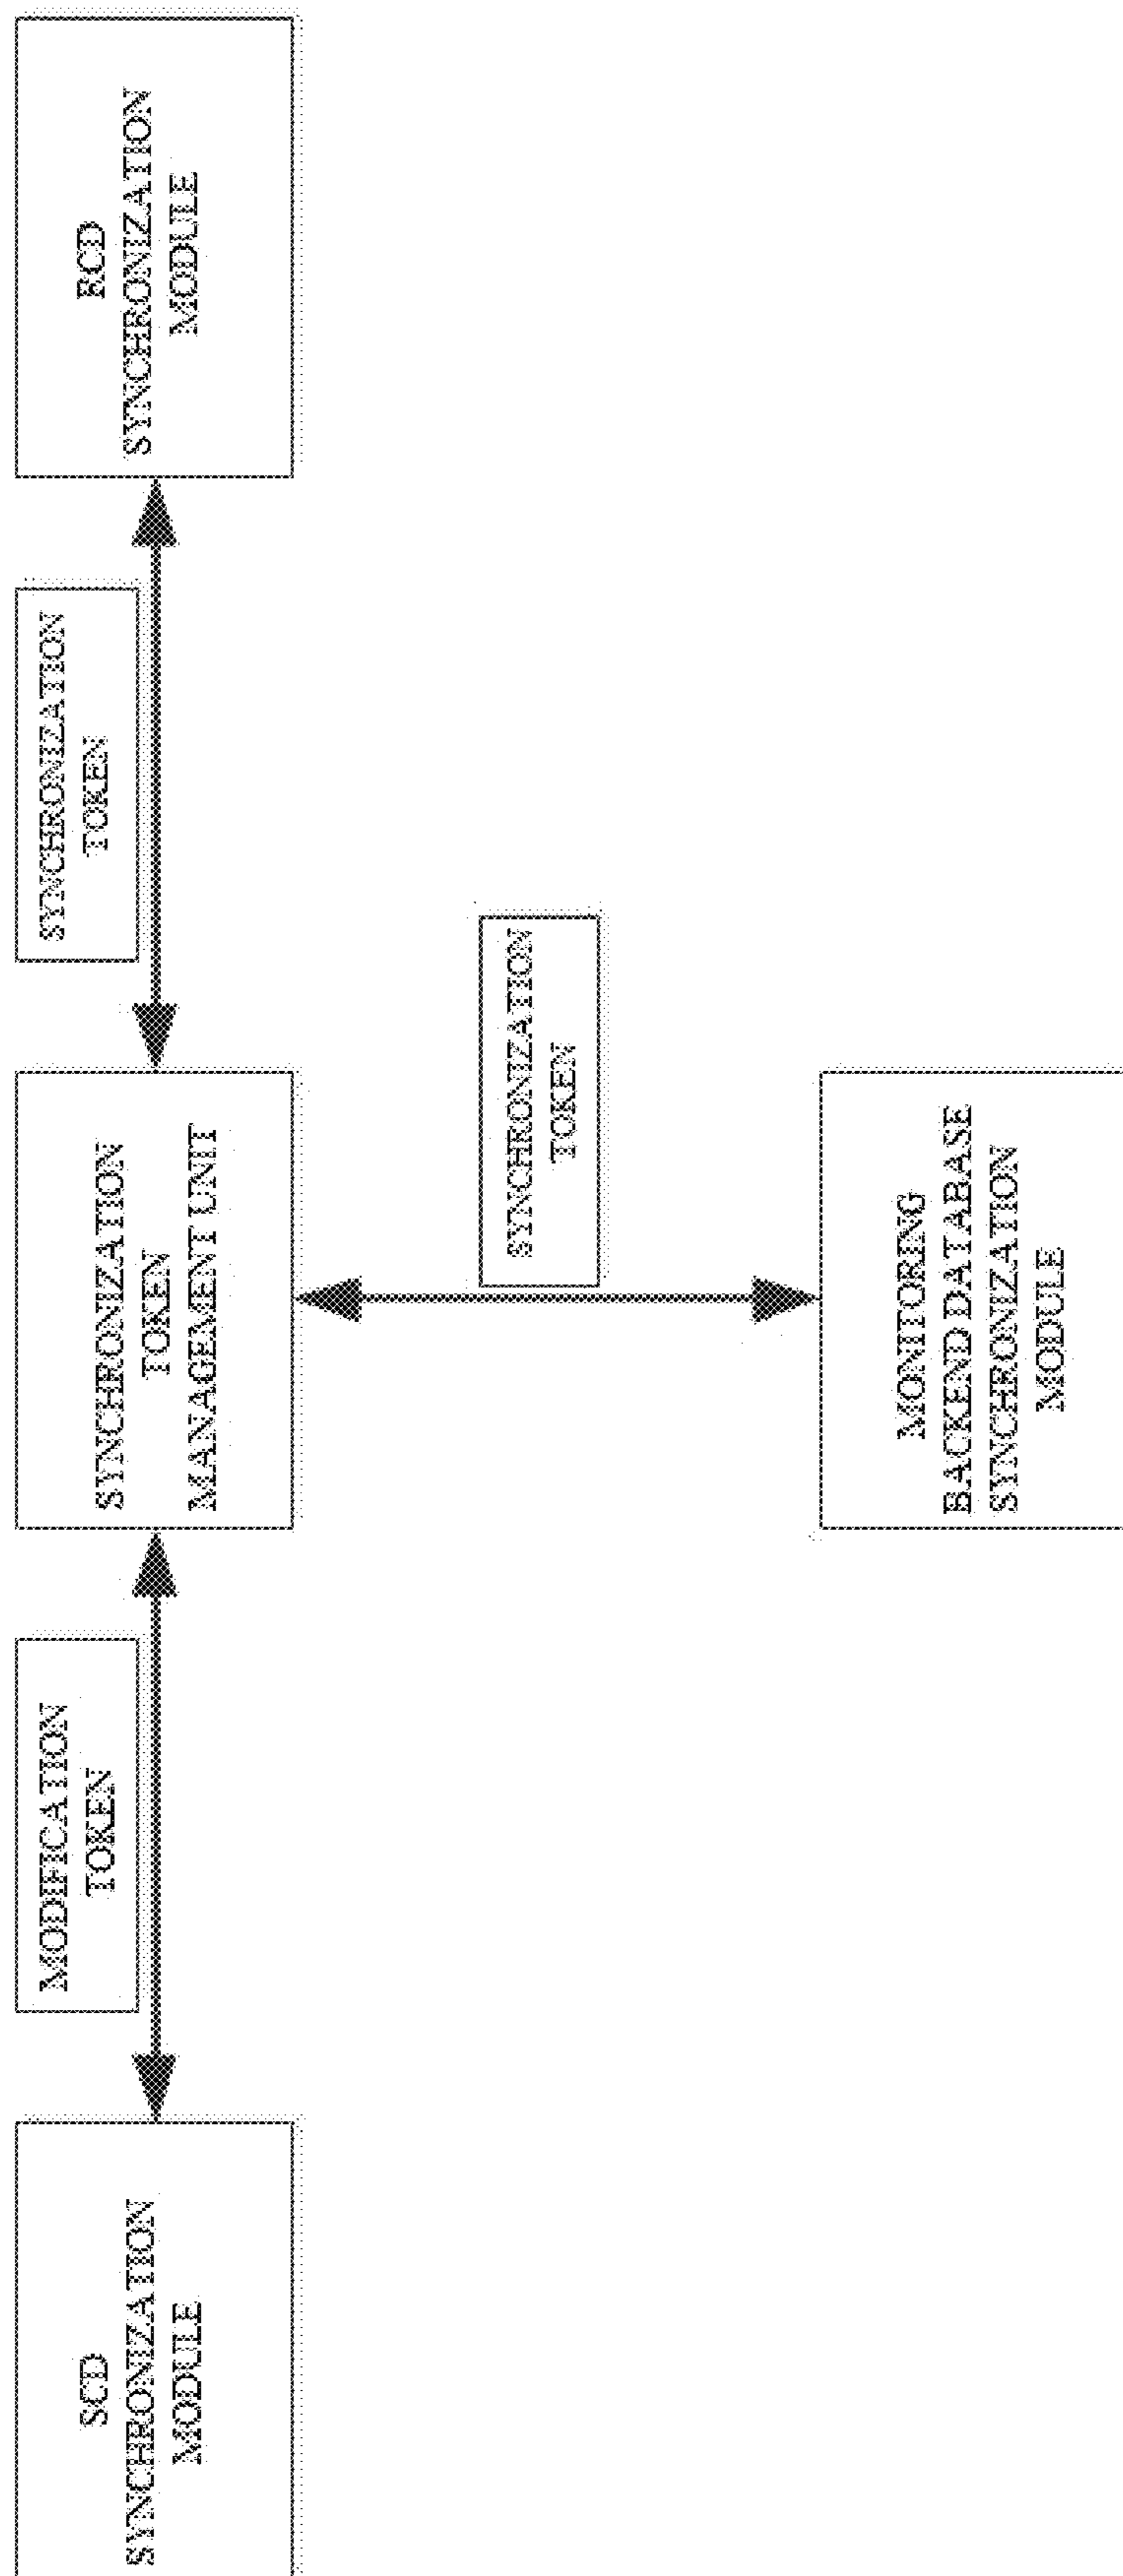 SCD
SYNCHRONIZATION
MODULE
MODIFICATION
TOKEN
SYNCHRONIZATION
TOKEN
MANAGEMENT UNIT
SYNCHRONIZATION
TOKEN
RCD
SYNCHRONIZATION
MODULE
SYNCHRONIZATION
TOKEN
MONITORING
BACKEND DATABASE
SYNCHRONIZATION
MODULE